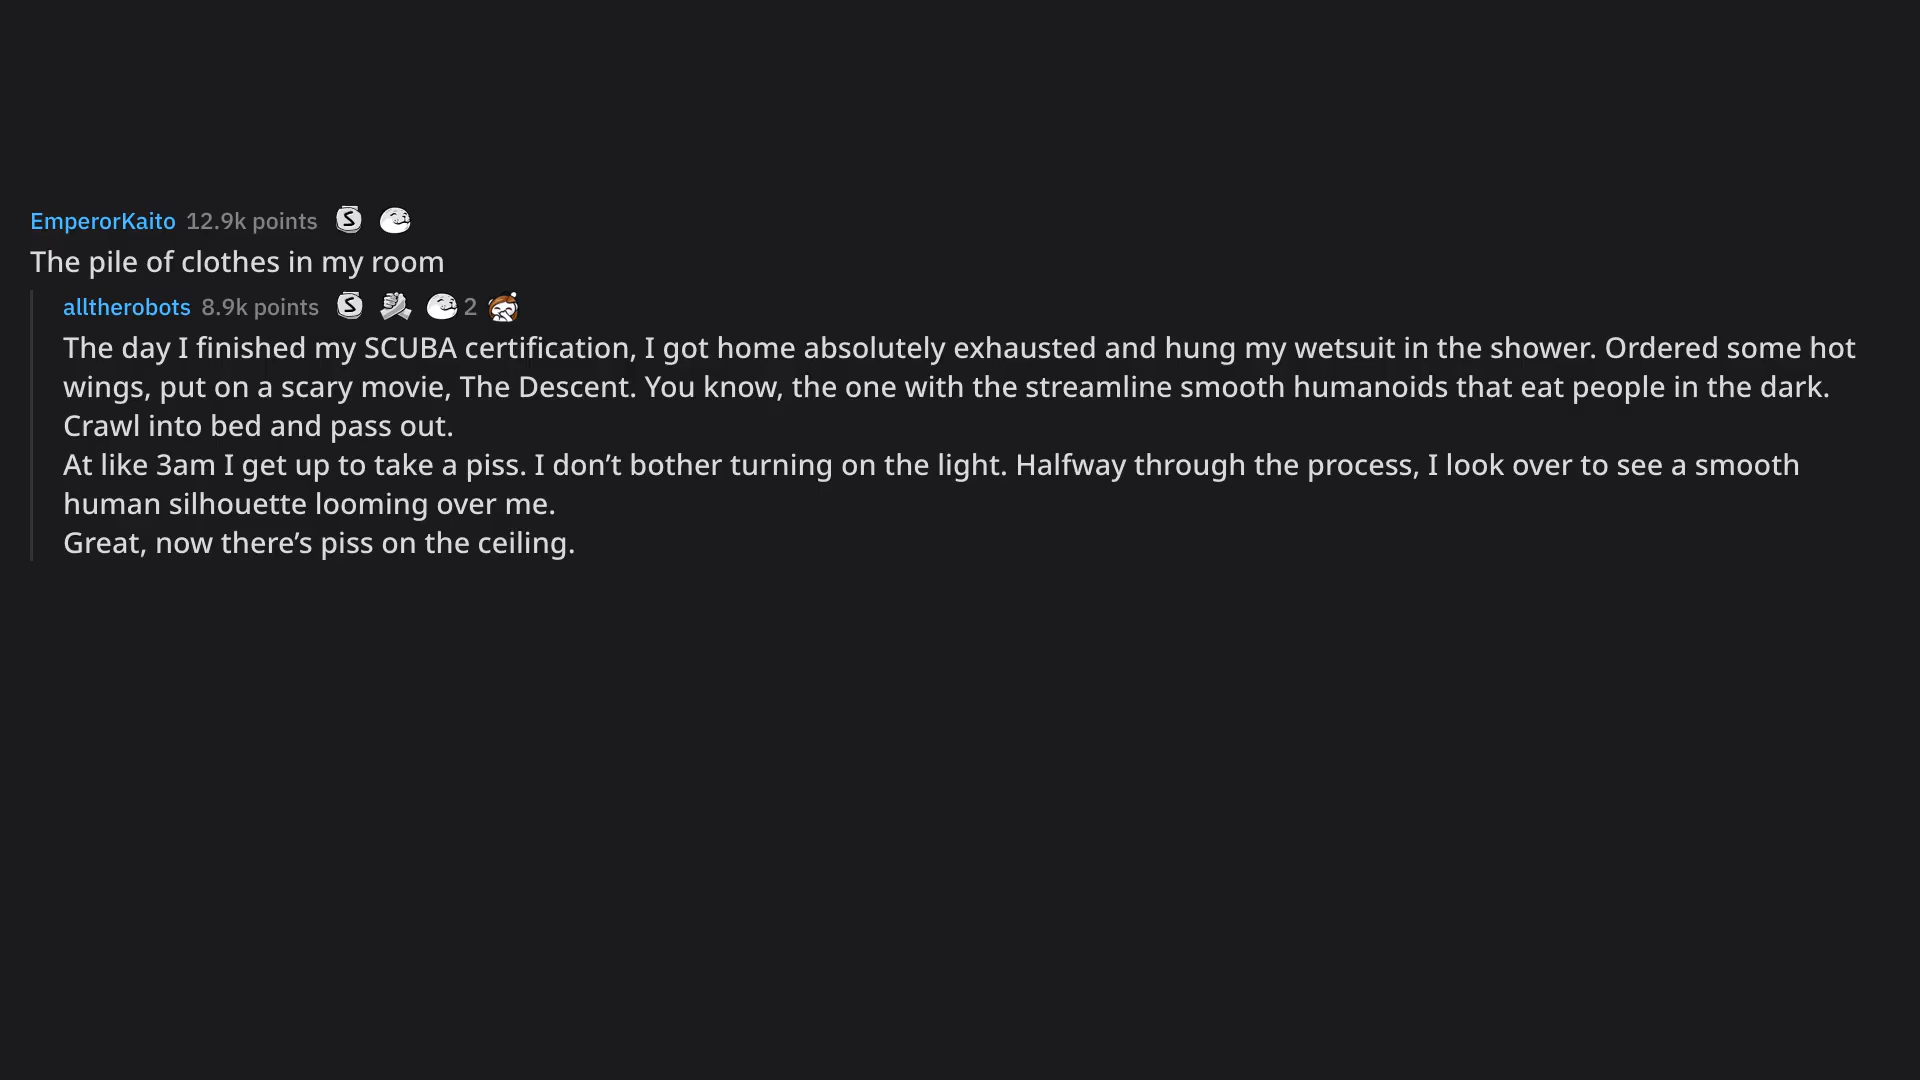 EmperorKaito 12.9k points
The pile of clothes in my room
alltherobots 8.9k points 2
The day I finished my SCUBA certification, I got home absolutely exhausted and hung my wetsuit in the shower. Ordered some hot
wings, put on a scary movie, The Descent. You know, the one with the streamline smooth humanoids that eat people in the dark.
Crawl into bed and pass out.
At like 3am I get up to take a piss. I don’t bother turning on the light. Halfway through the process, I look over to see a smooth
human silhouette looming over me.
Great, now there’s piss on the ceiling.